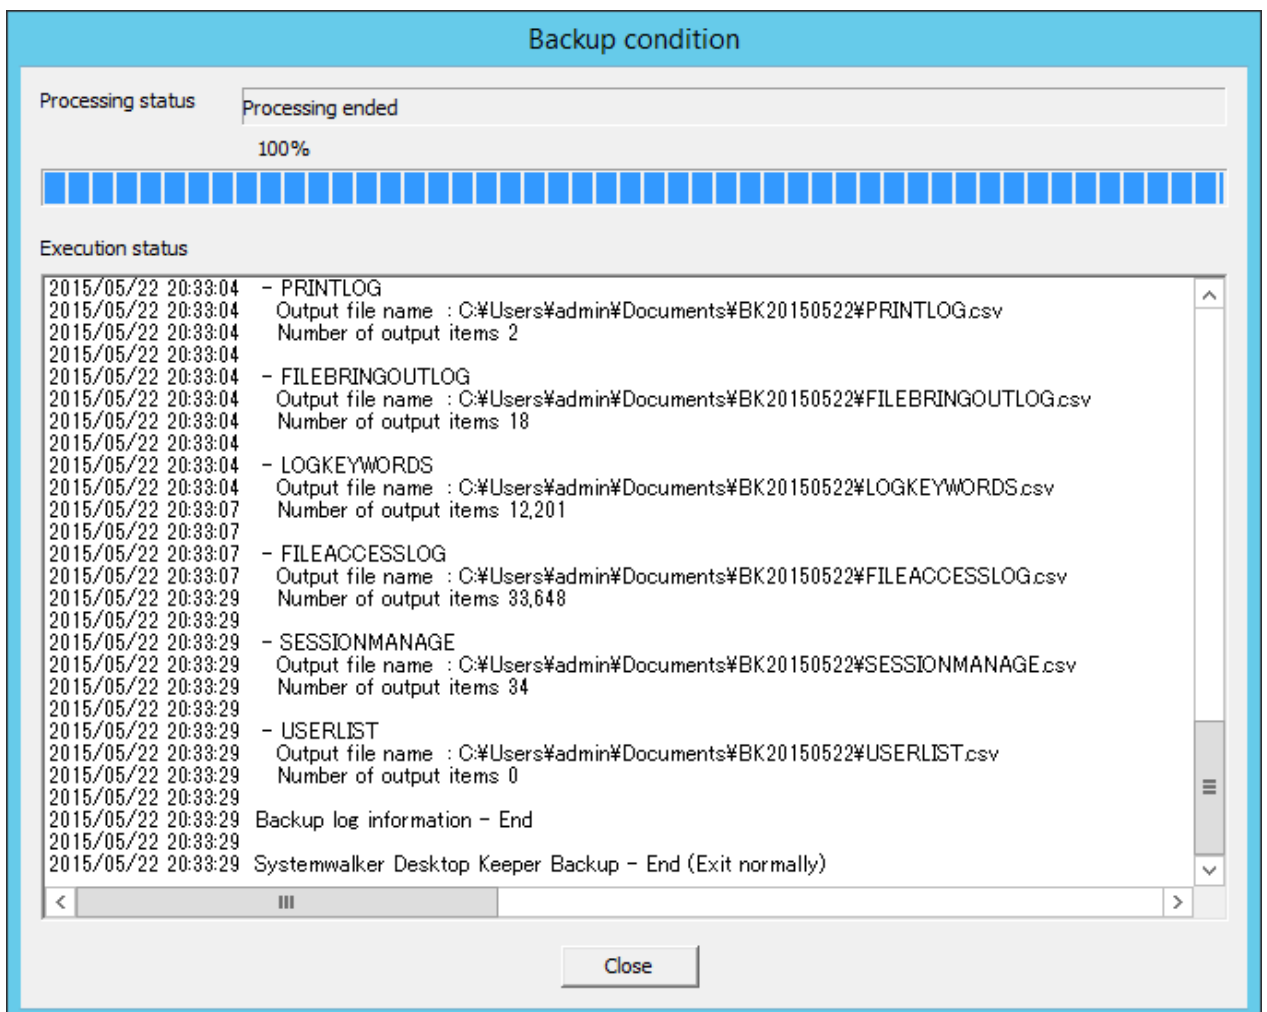 Backup condition
Processing status
Processing ended
100%
Execution status
2015/05/22 20:33:04 - PRINTLOG
2015/05/22 20:33:04 Output file name : C:¥Users¥admin¥Documents¥BK20150522¥PRINTLOG.csv
2015/05/22 20:33:04 Number of output items 2
2015/05/22 20:33:04
2015/05/22 20:33:04 - FILEBRINGOUTLOG
2015/05/22 20:33:04 Output file name : C:¥Users¥admin¥Documents¥BK20150522¥FILEBRINGOUTLOG.csv
2015/05/22 20:33:04 Number of output items 18
2015/05/22 20:33:04
2015/05/22 20:33:04 - LOGKEYWORDS
2015/05/22 20:33:04 Output file name : C:¥Users¥admin¥Documents¥BK20150522¥LOGKEYWORDS.csv
2015/05/22 20:33:07 Number of output items 12,201
2015/05/22 20:33:07
2015/05/22 20:33:07 - FILEACCESSLOG
2015/05/22 20:33:07 Output file name : C:¥Users¥admin¥Documents¥BK20150522¥FILEACCESSLOG.csv
2015/05/22 20:33:29 Number of output items 33,648
2015/05/22 20:33:29
2015/05/22 20:33:29 - SESSIONMANAGE
2015/05/22 20:33:29 Output file name : C:¥Users¥admin¥Documents¥BK20150522¥SESSIONMANAGE.csv
2015/05/22 20:33:29 Number of output items 34
2015/05/22 20:33:29
2015/05/22 20:33:29 - USERLIST
2015/05/22 20:33:29 Output file name : C:¥Users¥admin¥Documents¥BK20150522¥USERLIST.csv
2015/05/22 20:33:29 Number of output items 0
2015/05/22 20:33:29
2015/05/22 20:33:29 Backup log information - End
2015/05/22 20:33:29
2015/05/22 20:33:29 Systemwalker Desktop Keeper Backup - End (Exit normally)
Close